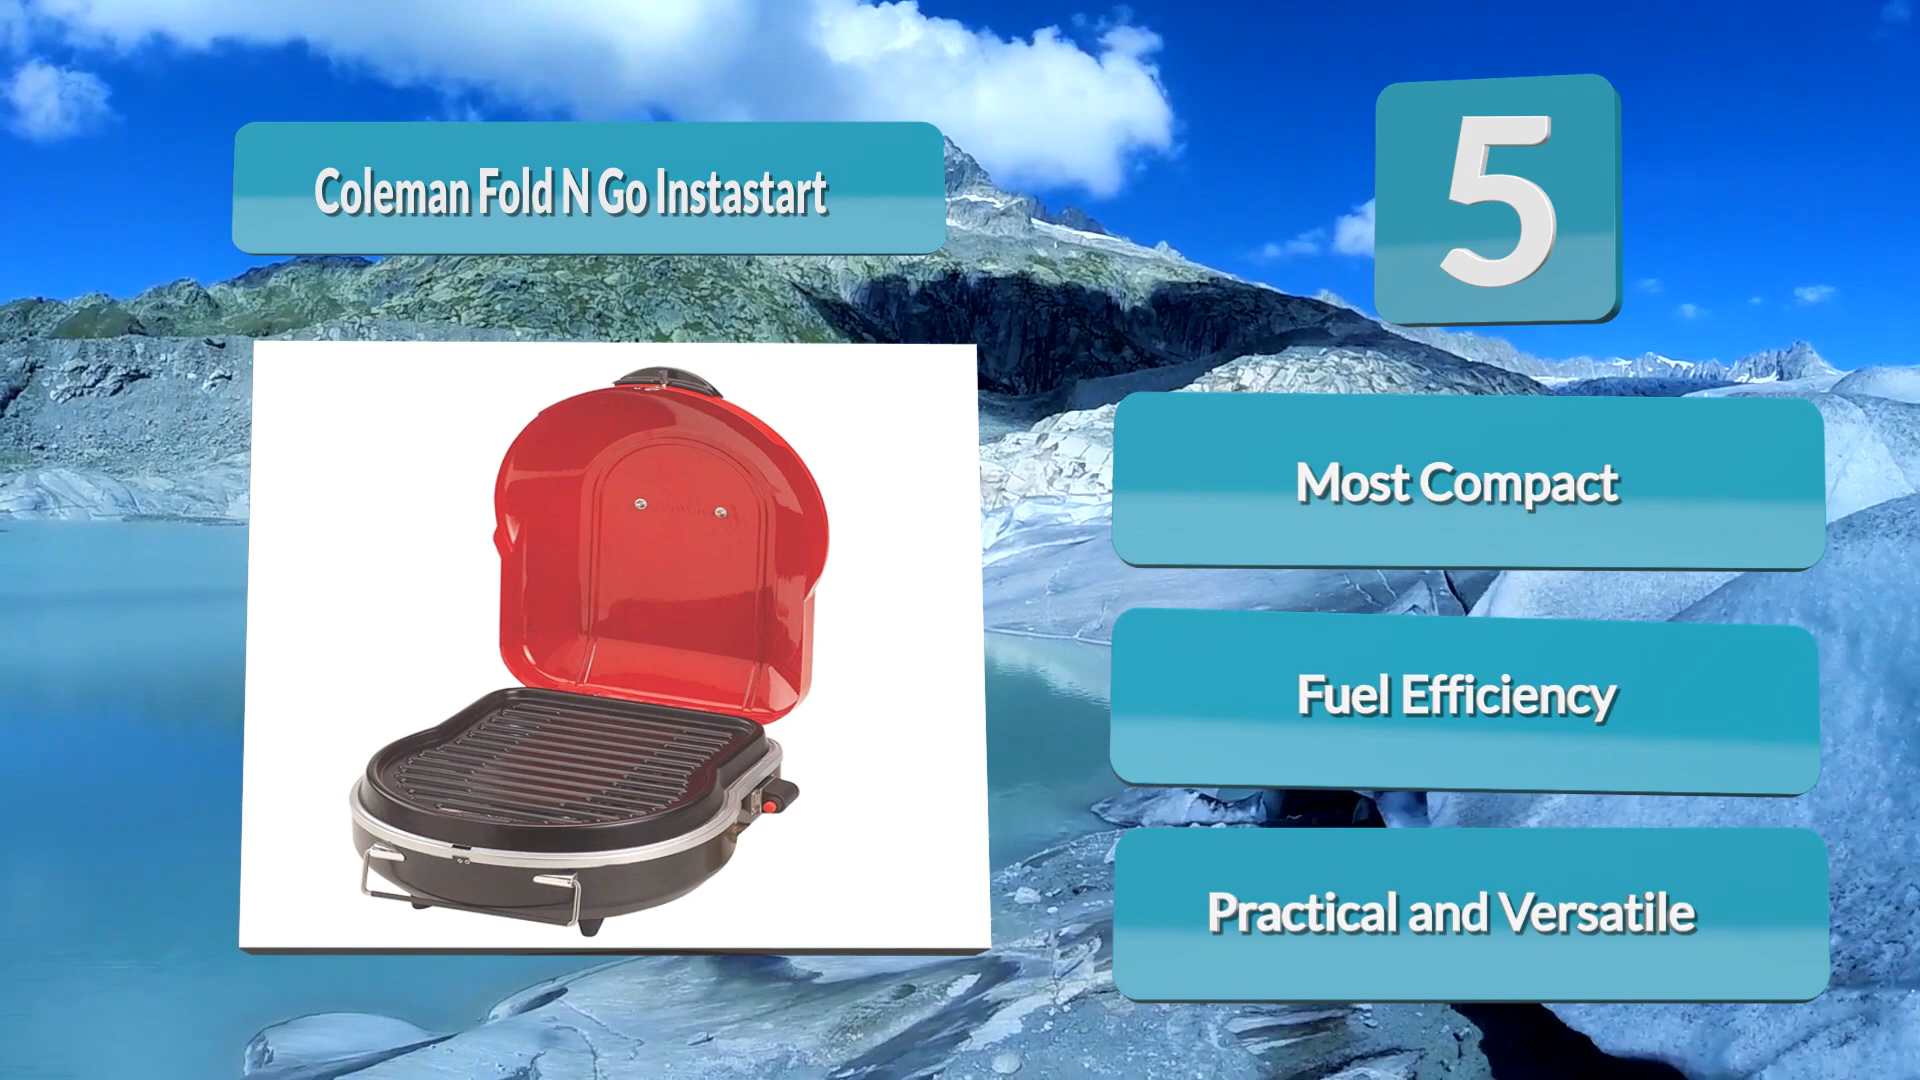 Coleman Fold N Go Instastart
5
Most Compact
Fuel Efficiency
Practical and Versatile